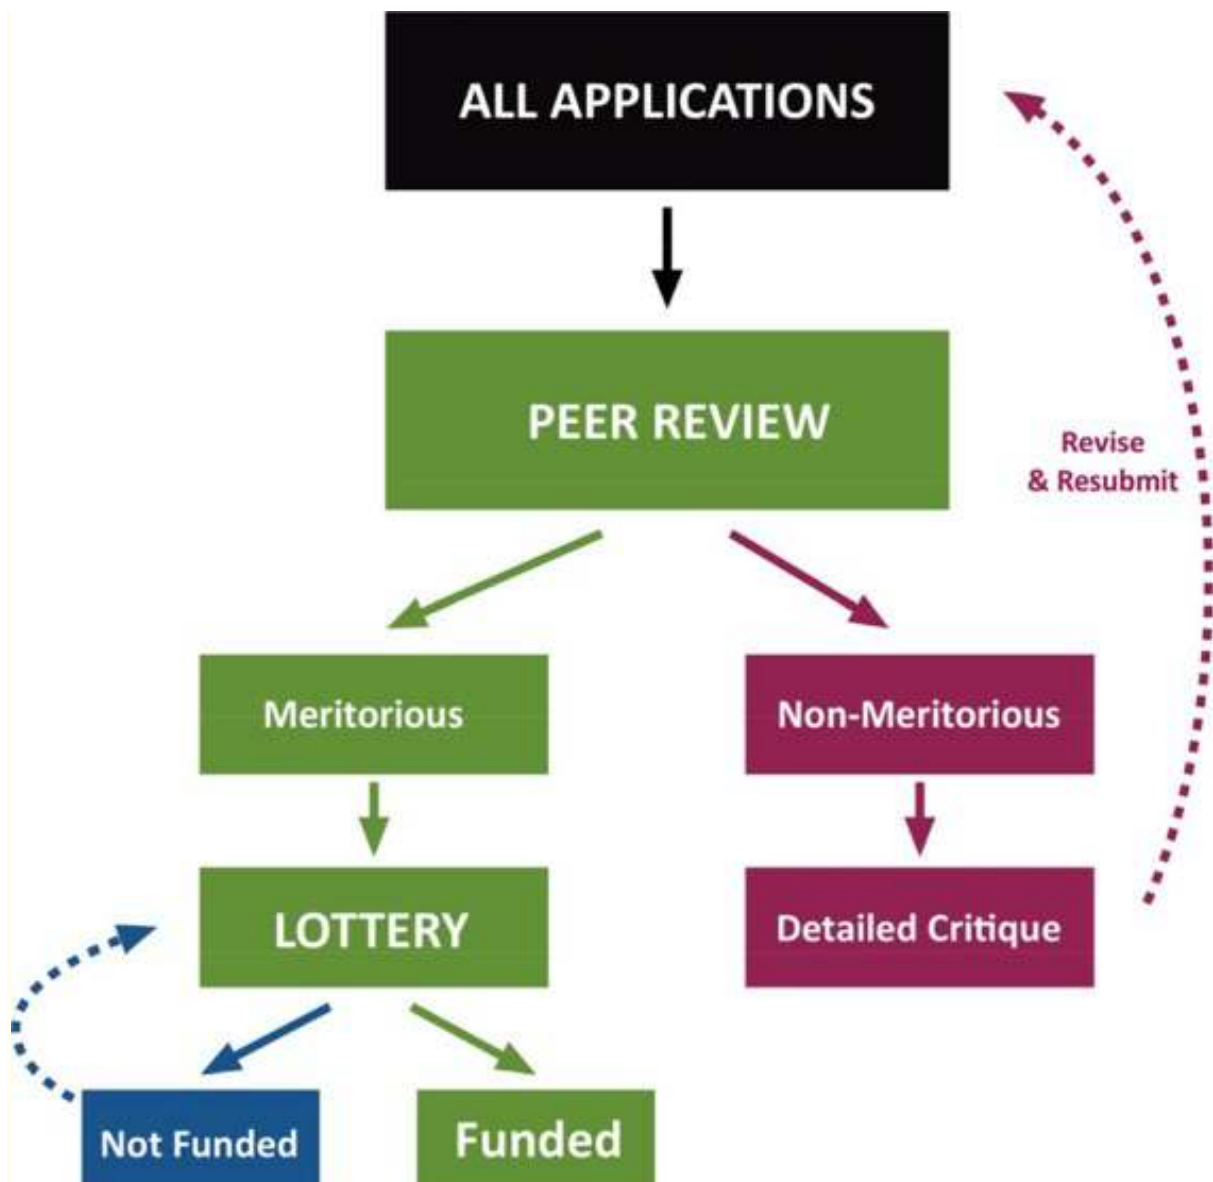 ALL APPLICATIONS
PEER REVIEW
Revise
& Resubmit
Meritorious
Non-Meritorious
LOTTERY
Detailed Critique
Not Funded
Funded